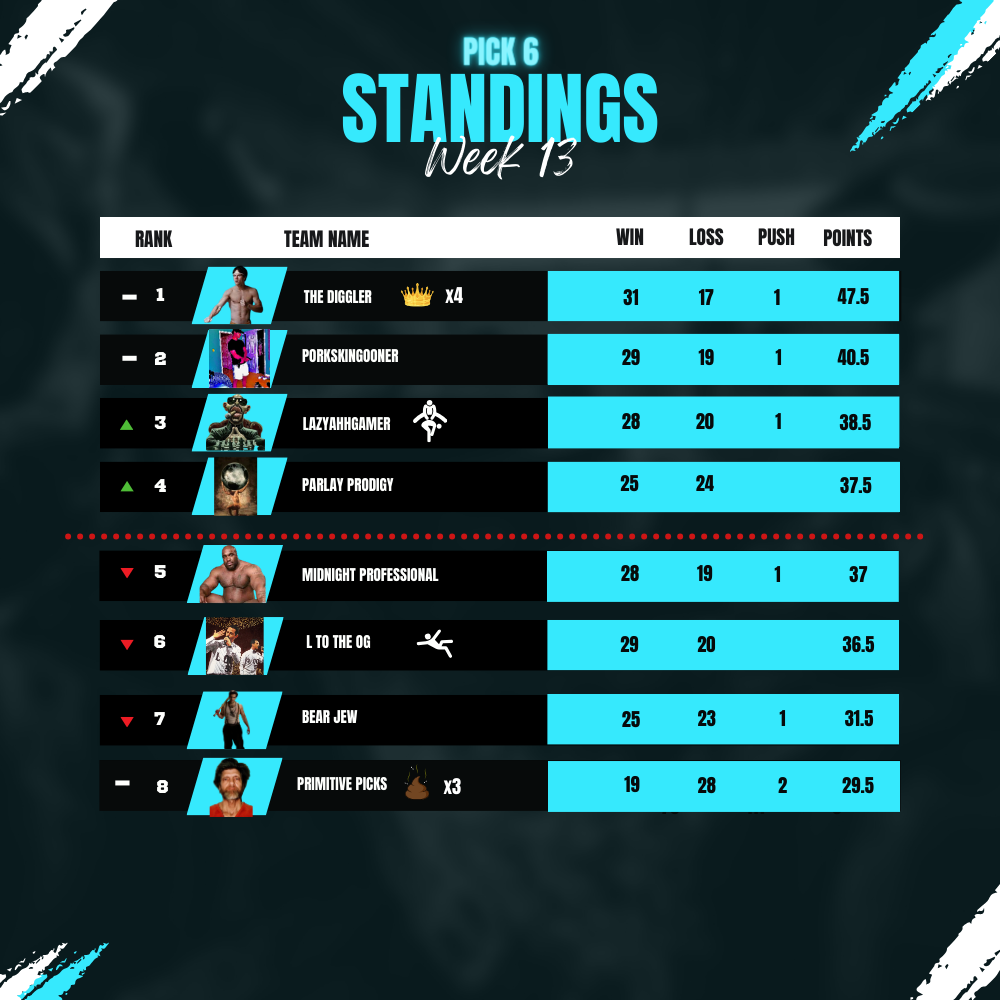 PICK 6
STANDINGS
Week 13
RANK TEAM NAME WIN LOSS PUSH POINTS
1 THE DIGGLER x4 31 17 1 47.5
2 PORKSKINGOONER 29 19 1 40.5
3 LAZYAHHGAMER 28 20 1 38.5
4 PARLAY PRODIGY 25 24 37.5
5 MIDNIGHT PROFESSIONAL 28 19 1 37
6 L TO THE OG 29 20 36.5
7 BEAR JEW 25 23 1 31.5
8 PRIMITIVE PICKS x3 19 28 2 29.5